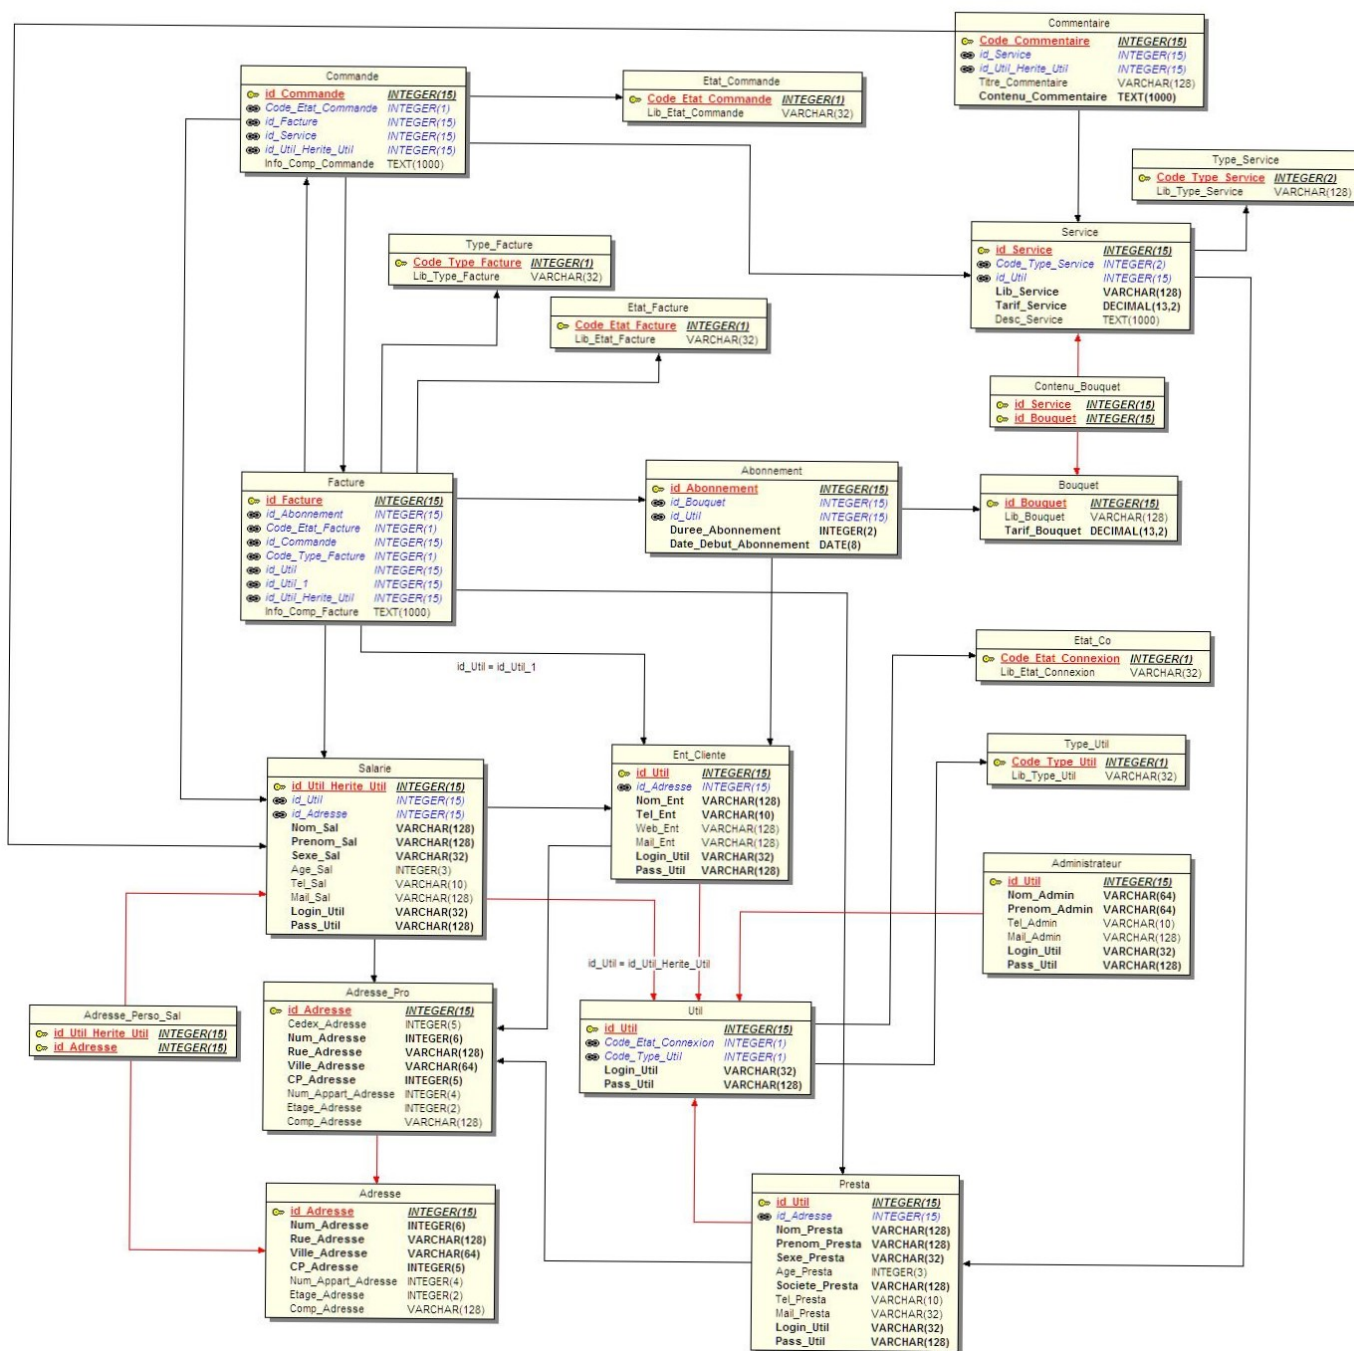 Commentaire
Code_Commentaire INTEGER(15)
id_Service INTEGER(15)
id_Util_Herite_Util INTEGER(15)
Titre_Commentaire VARCHAR(128)
Contenu_Commentaire TEXT(1000)
Commande
id_Commande INTEGER(15)
Code_Etat_Commande INTEGER(1)
id_Facture INTEGER(15)
id_Service INTEGER(15)
id_Util_Herite_Util INTEGER(15)
Info_Comp_Commande TEXT(1000)
Etat_Commande
Code_Etat_Commande INTEGER(1)
Lib_Etat_Commande VARCHAR(32)
Type_Service
Code_Type_Service INTEGER(2)
Lib_Type_Service VARCHAR(128)
Service
id_Service INTEGER(15)
Code_Type_Service INTEGER(2)
id_Util INTEGER(15)
Lib_Service VARCHAR(128)
Tarif_Service DECIMAL(13,2)
Desc_Service TEXT(1000)
Type_Facture
Code_Type_Facture INTEGER(1)
Lib_Type_Facture VARCHAR(32)
Etat_Facture
Code_Etat_Facture INTEGER(1)
Lib_Etat_Facture VARCHAR(32)
Contenu_Bouquet
id_Service INTEGER(15)
id_Bouquet INTEGER(15)
Facture
id_Facture INTEGER(15)
id_Abonnement INTEGER(15)
Code_Etat_Facture INTEGER(1)
id_Commande INTEGER(15)
Code_Type_Facture INTEGER(1)
id_Util INTEGER(15)
id_Util_1 INTEGER(15)
id_Util_Herite_Util INTEGER(15)
Info_Comp_Facture TEXT(1000)
Abonnement
id_Abonnement INTEGER(15)
id_Bouquet INTEGER(15)
id_Util INTEGER(15)
Duree_Abonnement INTEGER(2)
Date_Debut_Abonnement DATE(8)
Bouquet
id_Bouquet INTEGER(15)
Lib_Bouquet VARCHAR(128)
Tarif_Bouquet DECIMAL(13,2)
id_Util = id_Util_1
Etat_Co
Code_Etat_Connexion INTEGER(1)
Lib_Etat_Connexion VARCHAR(32)
Type_Util
Code_Type_Util INTEGER(1)
Lib_Type_Util VARCHAR(32)
Salarie
id_Util_Herite_Util INTEGER(15)
id_Util INTEGER(15)
id_Adresse INTEGER(15)
Nom_Sal VARCHAR(128)
Prenom_Sal VARCHAR(128)
Sexe_Sal VARCHAR(32)
Age_Sal INTEGER(3)
Tel_Sal VARCHAR(10)
Mail_Sal VARCHAR(128)
Login_Util VARCHAR(32)
Pass_Util VARCHAR(128)
Ent_Cliente
id_Util INTEGER(15)
id_Adresse INTEGER(15)
Nom_Ent VARCHAR(128)
Tel_Ent VARCHAR(10)
Web_Ent VARCHAR(128)
Mail_Ent VARCHAR(128)
Login_Util VARCHAR(32)
Pass_Util VARCHAR(128)
Administrateur
id_Util INTEGER(15)
Nom_Admin VARCHAR(64)
Prenom_Admin VARCHAR(64)
Tel_Admin VARCHAR(10)
Mail_Admin VARCHAR(128)
Login_Util VARCHAR(32)
Pass_Util VARCHAR(128)
id_Util = id_Util_Herite_Util
Adresse_Perso_Sal
id_Util_Herite_Util INTEGER(15)
id_Adresse INTEGER(15)
Adresse_Pro
id_Adresse INTEGER(15)
Cedex_Adresse INTEGER(5)
Num_Adresse INTEGER(6)
Rue_Adresse VARCHAR(128)
Ville_Adresse VARCHAR(64)
CP_Adresse INTEGER(5)
Num_Appart_Adresse INTEGER(4)
Etage_Adresse INTEGER(2)
Comp_Adresse VARCHAR(128)
Util
id_Util INTEGER(15)
Code_Etat_Connexion INTEGER(1)
Code_Type_Util INTEGER(1)
Login_Util VARCHAR(32)
Pass_Util VARCHAR(128)
Adresse
id_Adresse INTEGER(15)
Num_Adresse INTEGER(6)
Rue_Adresse VARCHAR(128)
Ville_Adresse VARCHAR(64)
CP_Adresse INTEGER(5)
Num_Appart_Adresse INTEGER(4)
Etage_Adresse INTEGER(2)
Comp_Adresse VARCHAR(128)
Presta
id_Util INTEGER(15)
id_Adresse INTEGER(15)
Nom_Presta VARCHAR(128)
Prenom_Presta VARCHAR(128)
Sexe_Presta VARCHAR(32)
Age_Presta INTEGER(3)
Societe_Presta VARCHAR(128)
Tel_Presta VARCHAR(10)
Mail_Presta VARCHAR(32)
Login_Util VARCHAR(32)
Pass_Util VARCHAR(128)